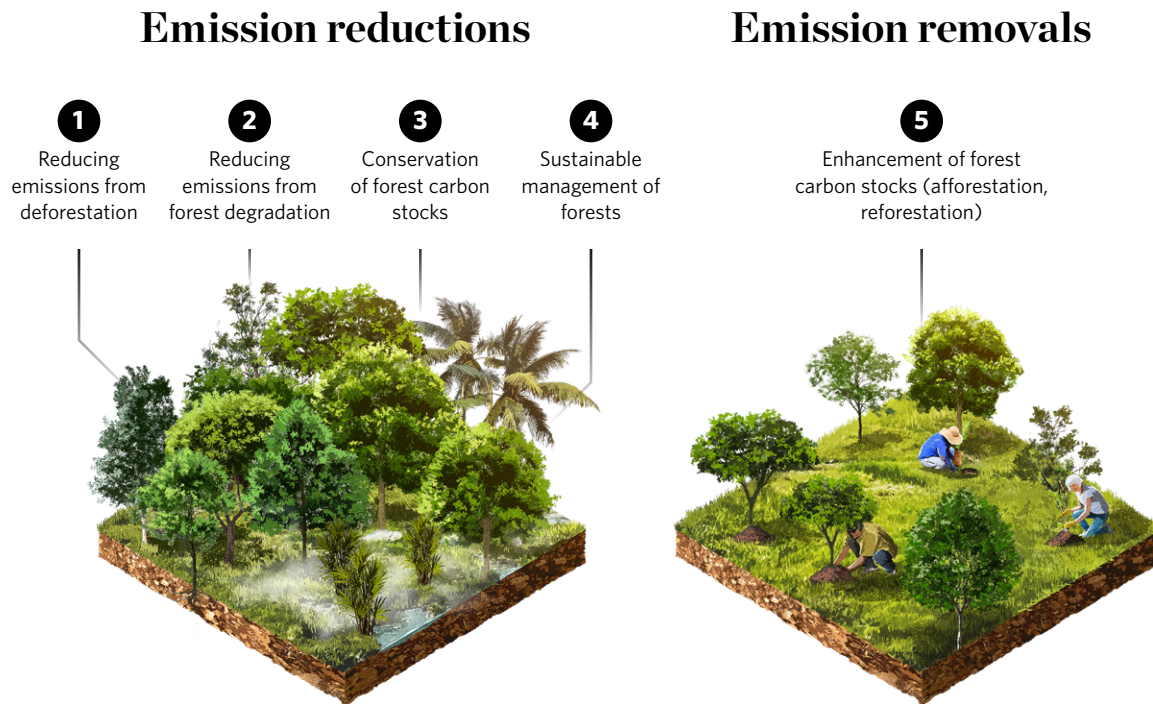 Emission reductions
Emission removals
1
Reducing
emissions from
deforestation
2
Reducing
emissions from
forest degradation
3
Conservation
of forest carbon
stocks
4
Sustainable
management of
forests
5
Enhancement of forest
carbon stocks (afforestation,
reforestation)